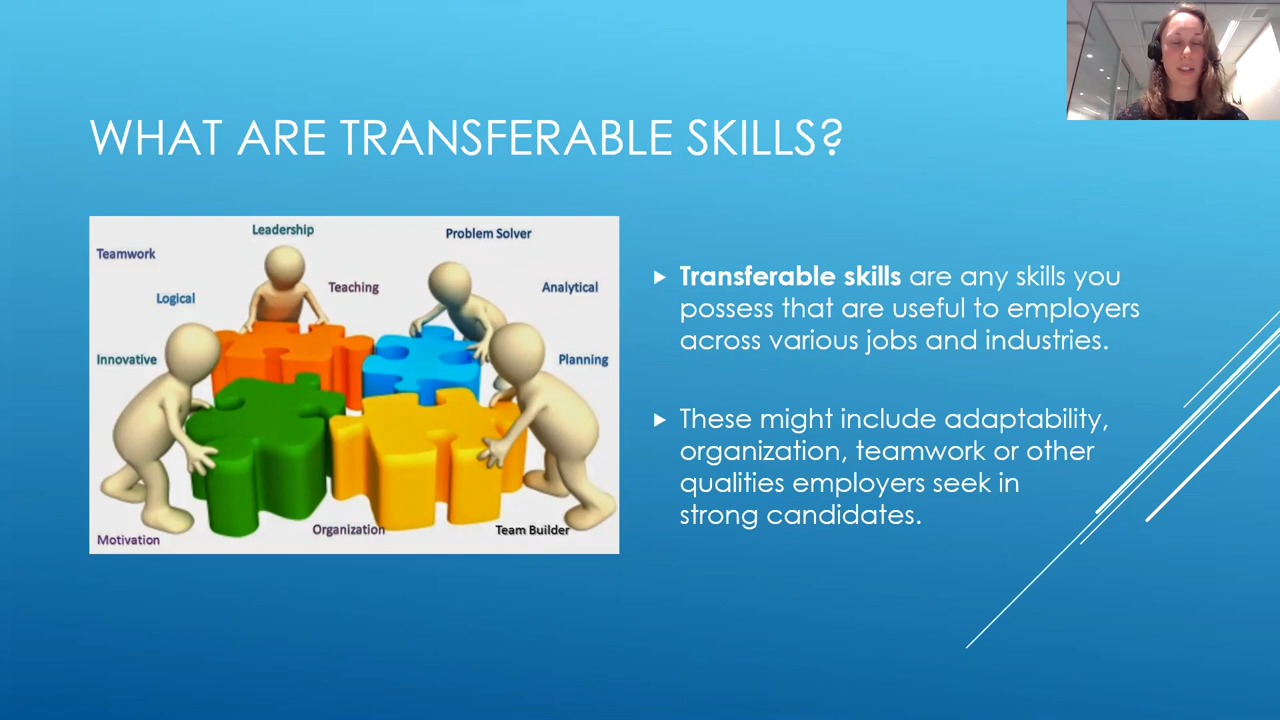 WHAT ARE TRANSFERABLE SKILLS?
Leadership
Problem Solver
Teamwork
Teaching
Analytical
Logical
Innovative
Planning
Organization
Team Builder
Motivation
Transferable skills are any skills you
possess that are useful to employers
across various jobs and industries.
These might include adaptability,
organization, teamwork or other
qualities employers seek in
strong candidates.